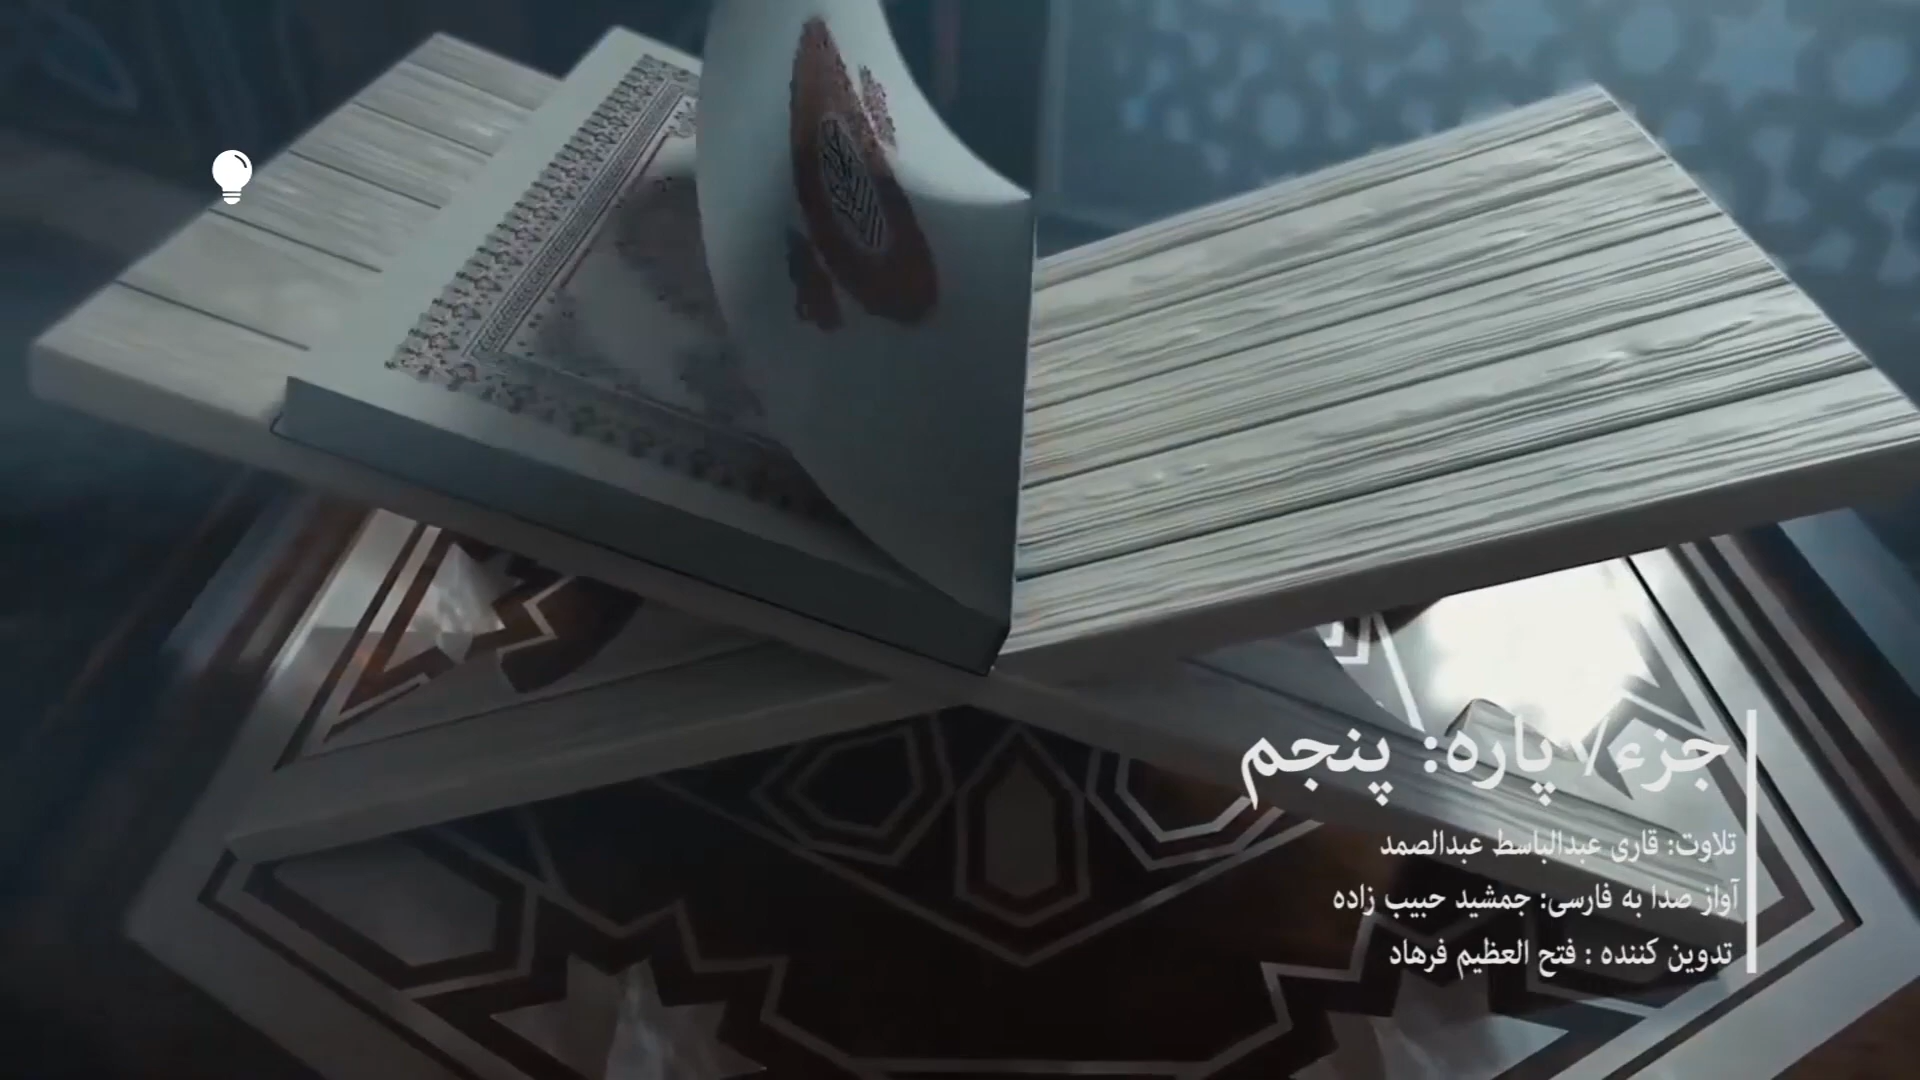 جزء/ پاره: پنجم
تلاوت: قاری عبدالباسط عبدالصمد
آواز صدا به فارسی: جمشید حبیب زاده
تدوین کننده : فتح العظیم فرهاد